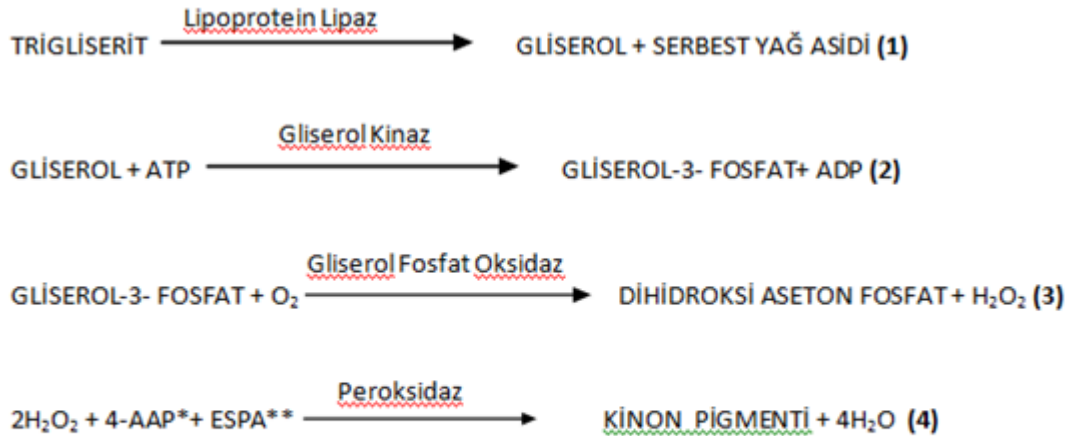 Lipoprotein Lipaz
TRİGLİSERİT GLİSEROL + SERBEST YAĞ ASİDİ (1)
Gliserol Kinaz
GLİSEROL + ATP GLİSEROL-3- FOSFAT+ ADP (2)
Gliserol Fosfat Oksidaz
GLİSEROL-3- FOSFAT + O₂ DİHİDROKSİ ASETON FOSFAT + H₂O₂ (3)
Peroksidaz
2H₂O₂ + 4-AAP*+ ESPA** KİNON PİGMENTİ + 4H₂O (4)